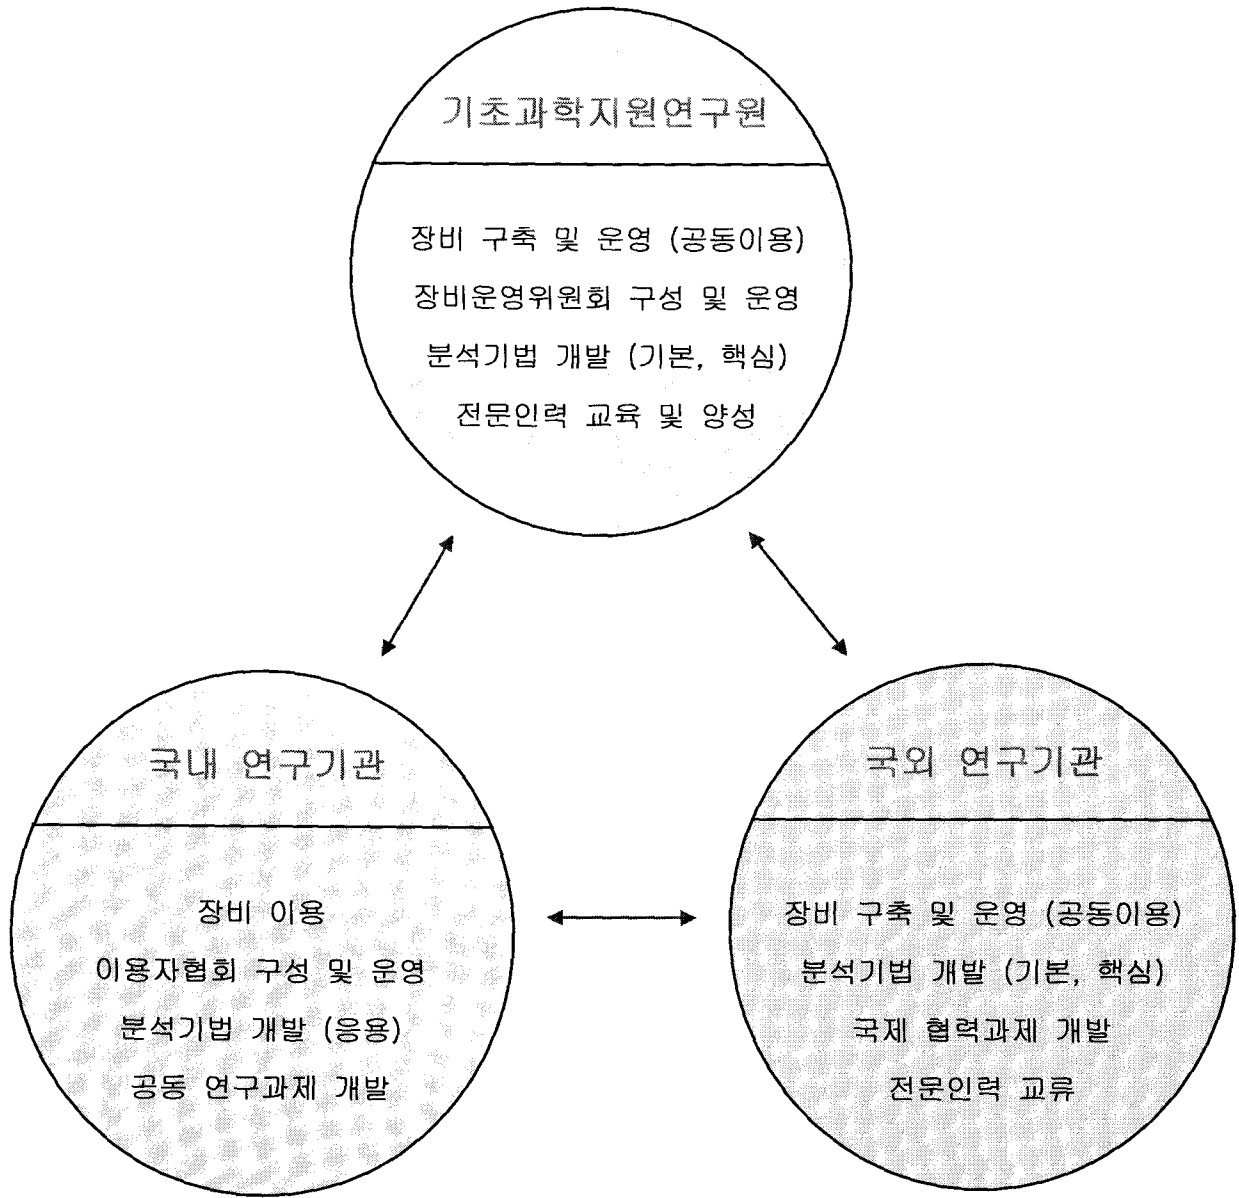 기초과학지원연구원
장비 구축 및 운영 (공동이용)
장비운영위원회 구성 및 운영
분석기법 개발 (기본, 핵심)
전문인력 교육 및 양성
국내 연구기관
장비 이용
이용자협회 구성 및 운영
분석기법 개발 (응용)
공동 연구과제 개발
국외 연구기관
장비 구축 및 운영 (공동이용)
분석기법 개발 (기본, 핵심)
국제 협력과제 개발
전문인력 교류